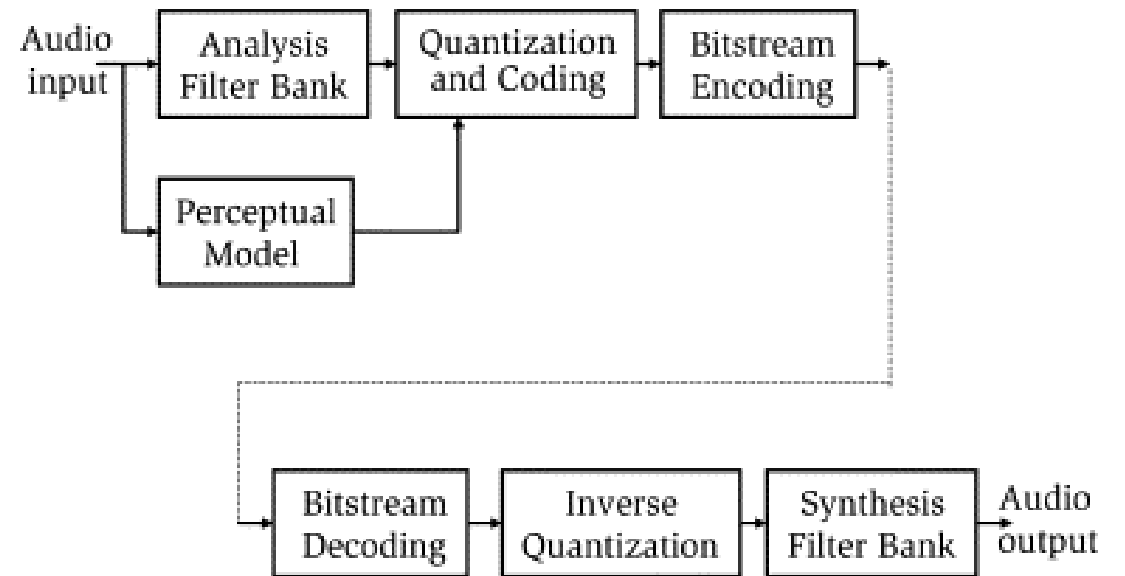 Audio
input
Analysis
Filter Bank
Quantization
and Coding
Bitstream
Encoding
Perceptual
Model
Bitstream
Decoding
Inverse
Quantization
Synthesis
Filter Bank
Audio
output